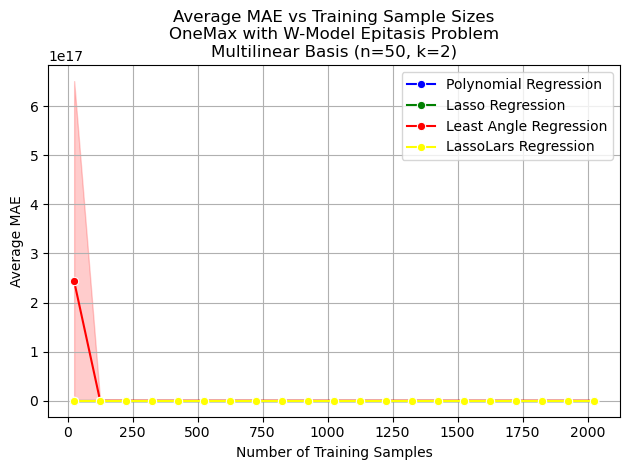 Average MAE vs Training Sample Sizes
OneMax with W-Model Epitasis Problem
Multilinear Basis (n=50, k=2)
1e17
Polynomial Regression
Lasso Regression
Least Angle Regression
LassoLars Regression
6
5
4
3
2
1
0
Average MAE
0 250 500 750 1000 1250 1500 1750 2000
Number of Training Samples